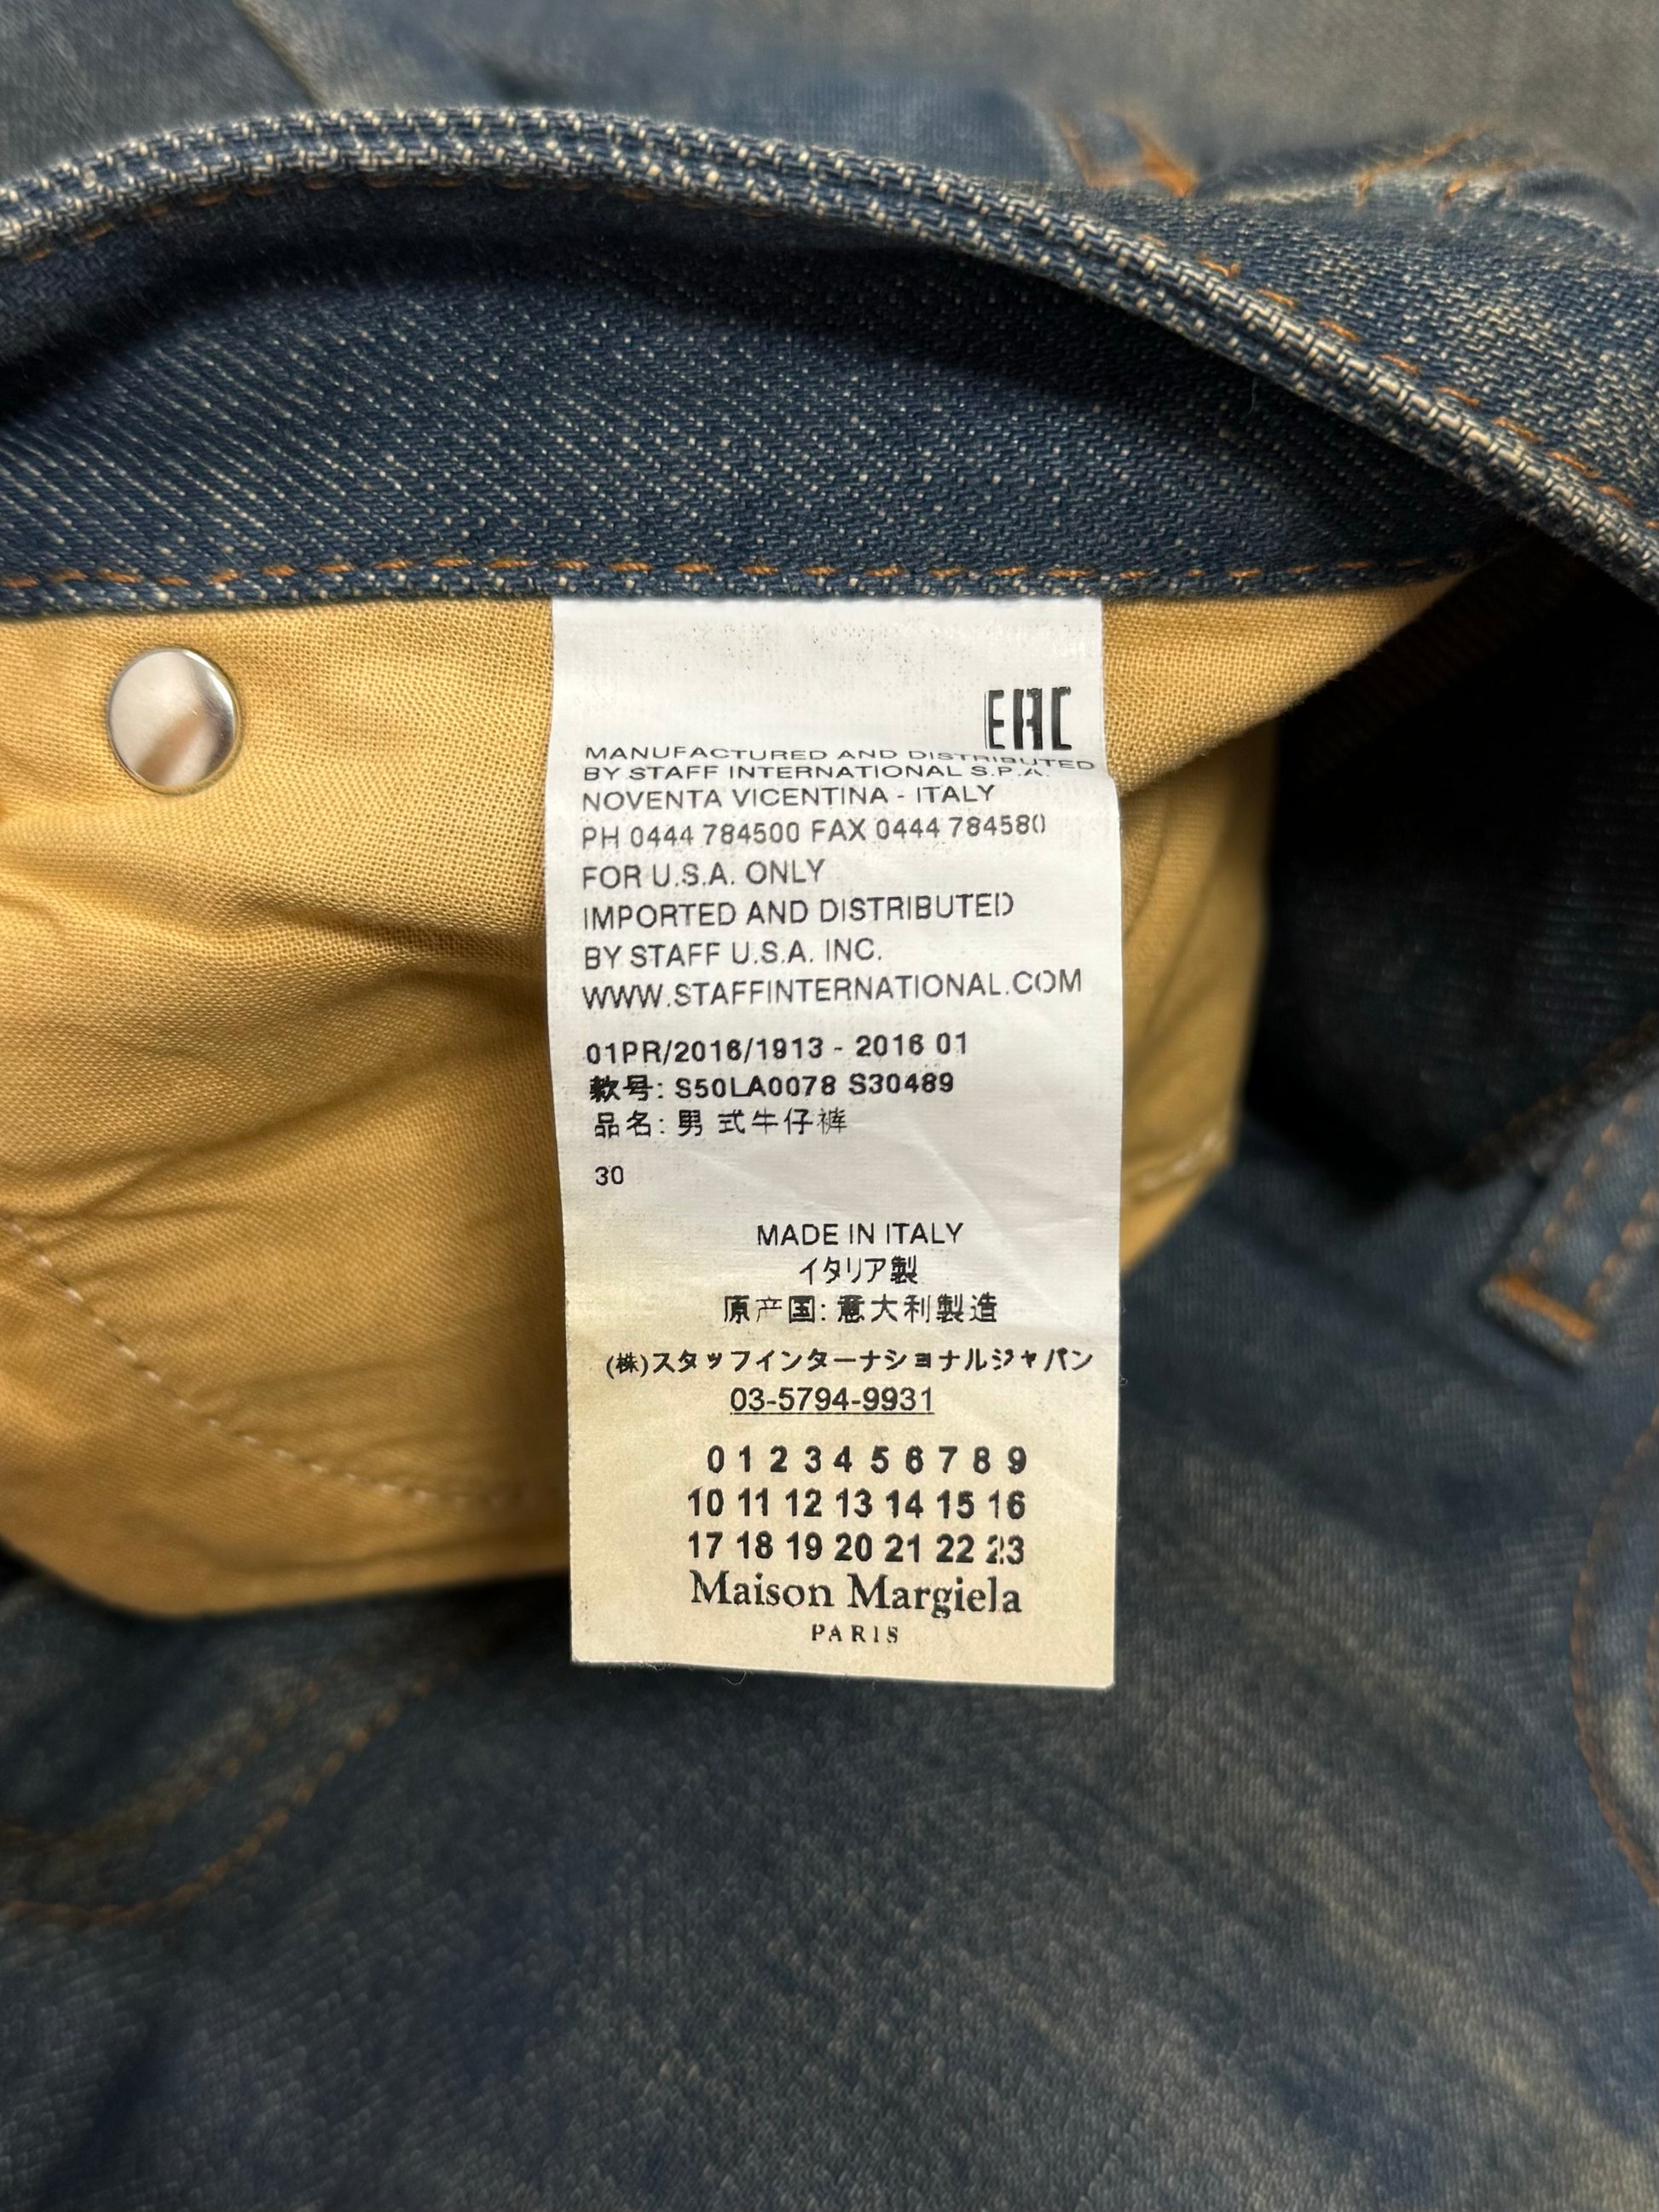 EAC
MANUFACTURED AND DISTRIBUTED
BY STAFF INTERNATIONAL S.P.A.
NOVENTA VICENTINA - ITALY
PH 0444 784500 FAX 0444 784580
FOR U.S.A. ONLY
IMPORTED AND DISTRIBUTED
BY STAFF U.S.A. INC.
WWW.STAFFINTERNATIONAL.COM
01PR/2016/1913 - 2016 01
款号: S50LA0078 S30489
品名: 男 式牛仔裤
30
MADE IN ITALY
イタリア製
原产国: 意大利製造
(株)スタッフインターナショナルジャパン
03-5794-9931
0 1 2 3 4 5 6 7 8 9
10 11 12 13 14 15 16
17 18 19 20 21 22 23
Maison Margiela
PARIS